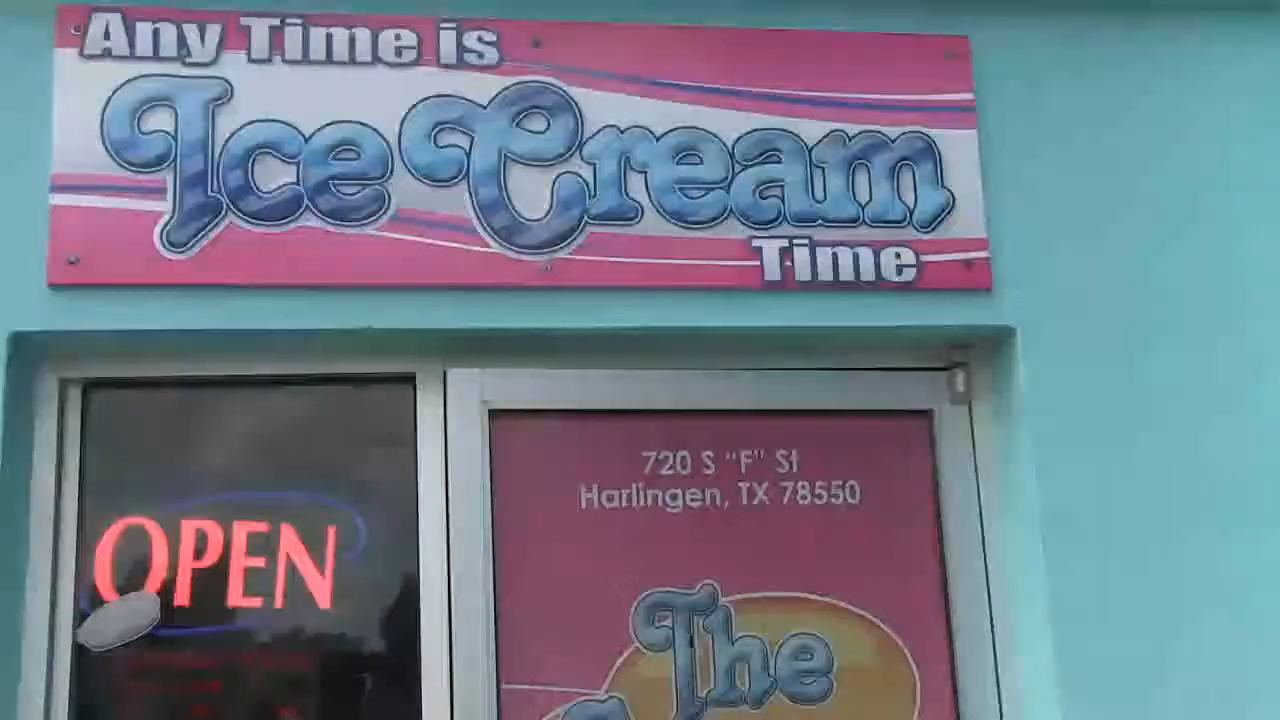 Any Time is
Ice Cream
Time
720 S "F" St
Harlingen, TX 78550
OPEN
The